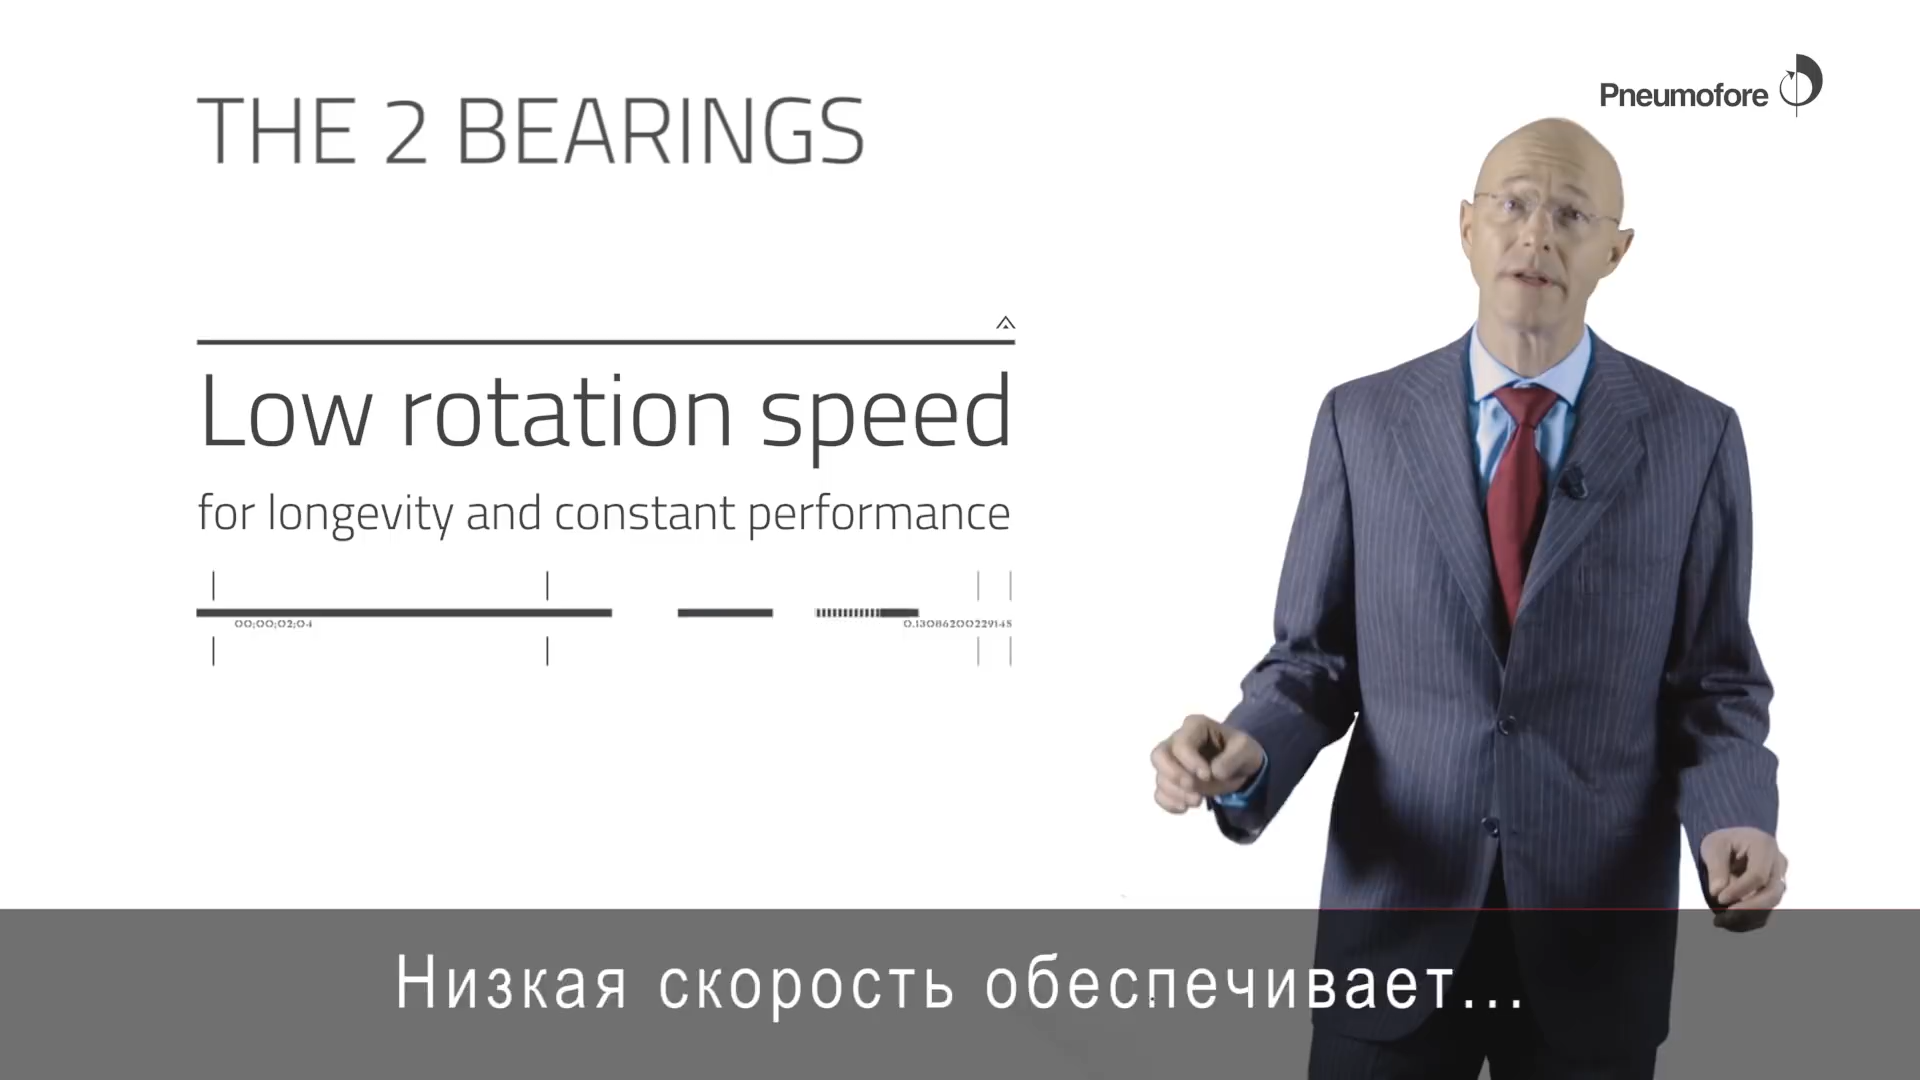 THE 2 BEARINGS
Pneumofore
Low rotation speed
for longevity and constant performance
00;00;02;04
0.13086200229145
Низкая скорость обеспечивает...